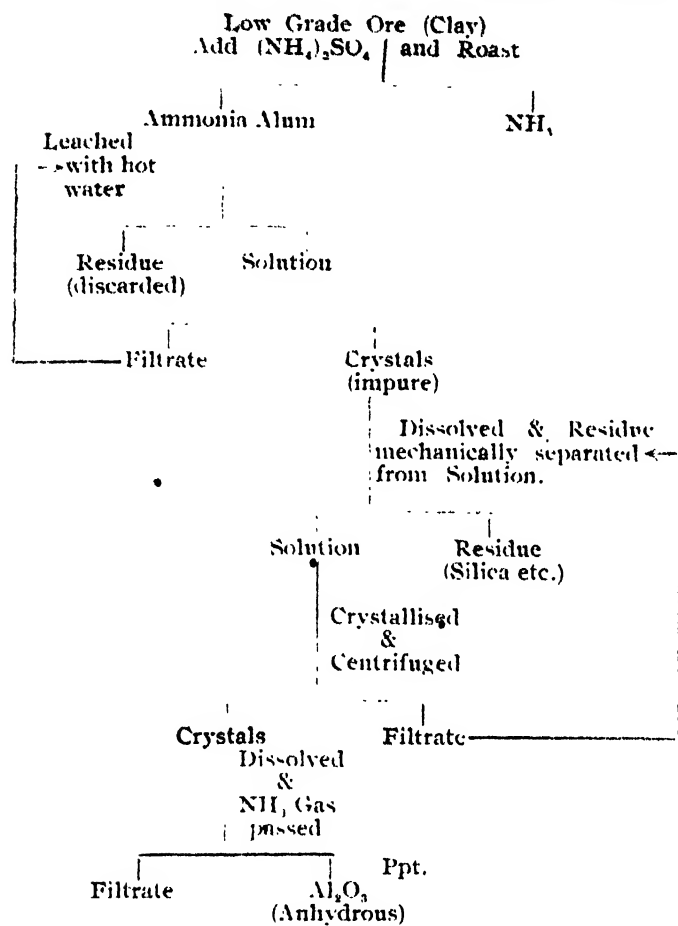 Low Grade Ore (Clay)
Add (NH₄)₂SO₄ and Roast
Ammonia Alum
NH₃
Leached
with hot
water
Residue
(discarded)
Solution
Filtrate
Crystals
(impure)
Dissolved & Residue
mechanically separated
from Solution.
Solution
Residue
(Silica etc.)
Crystallised
&
Centrifuged
Crystals
Filtrate
Dissolved
&
NH₃ Gas
passed
Ppt.
Filtrate
Al₂O₃
(Anhydrous)